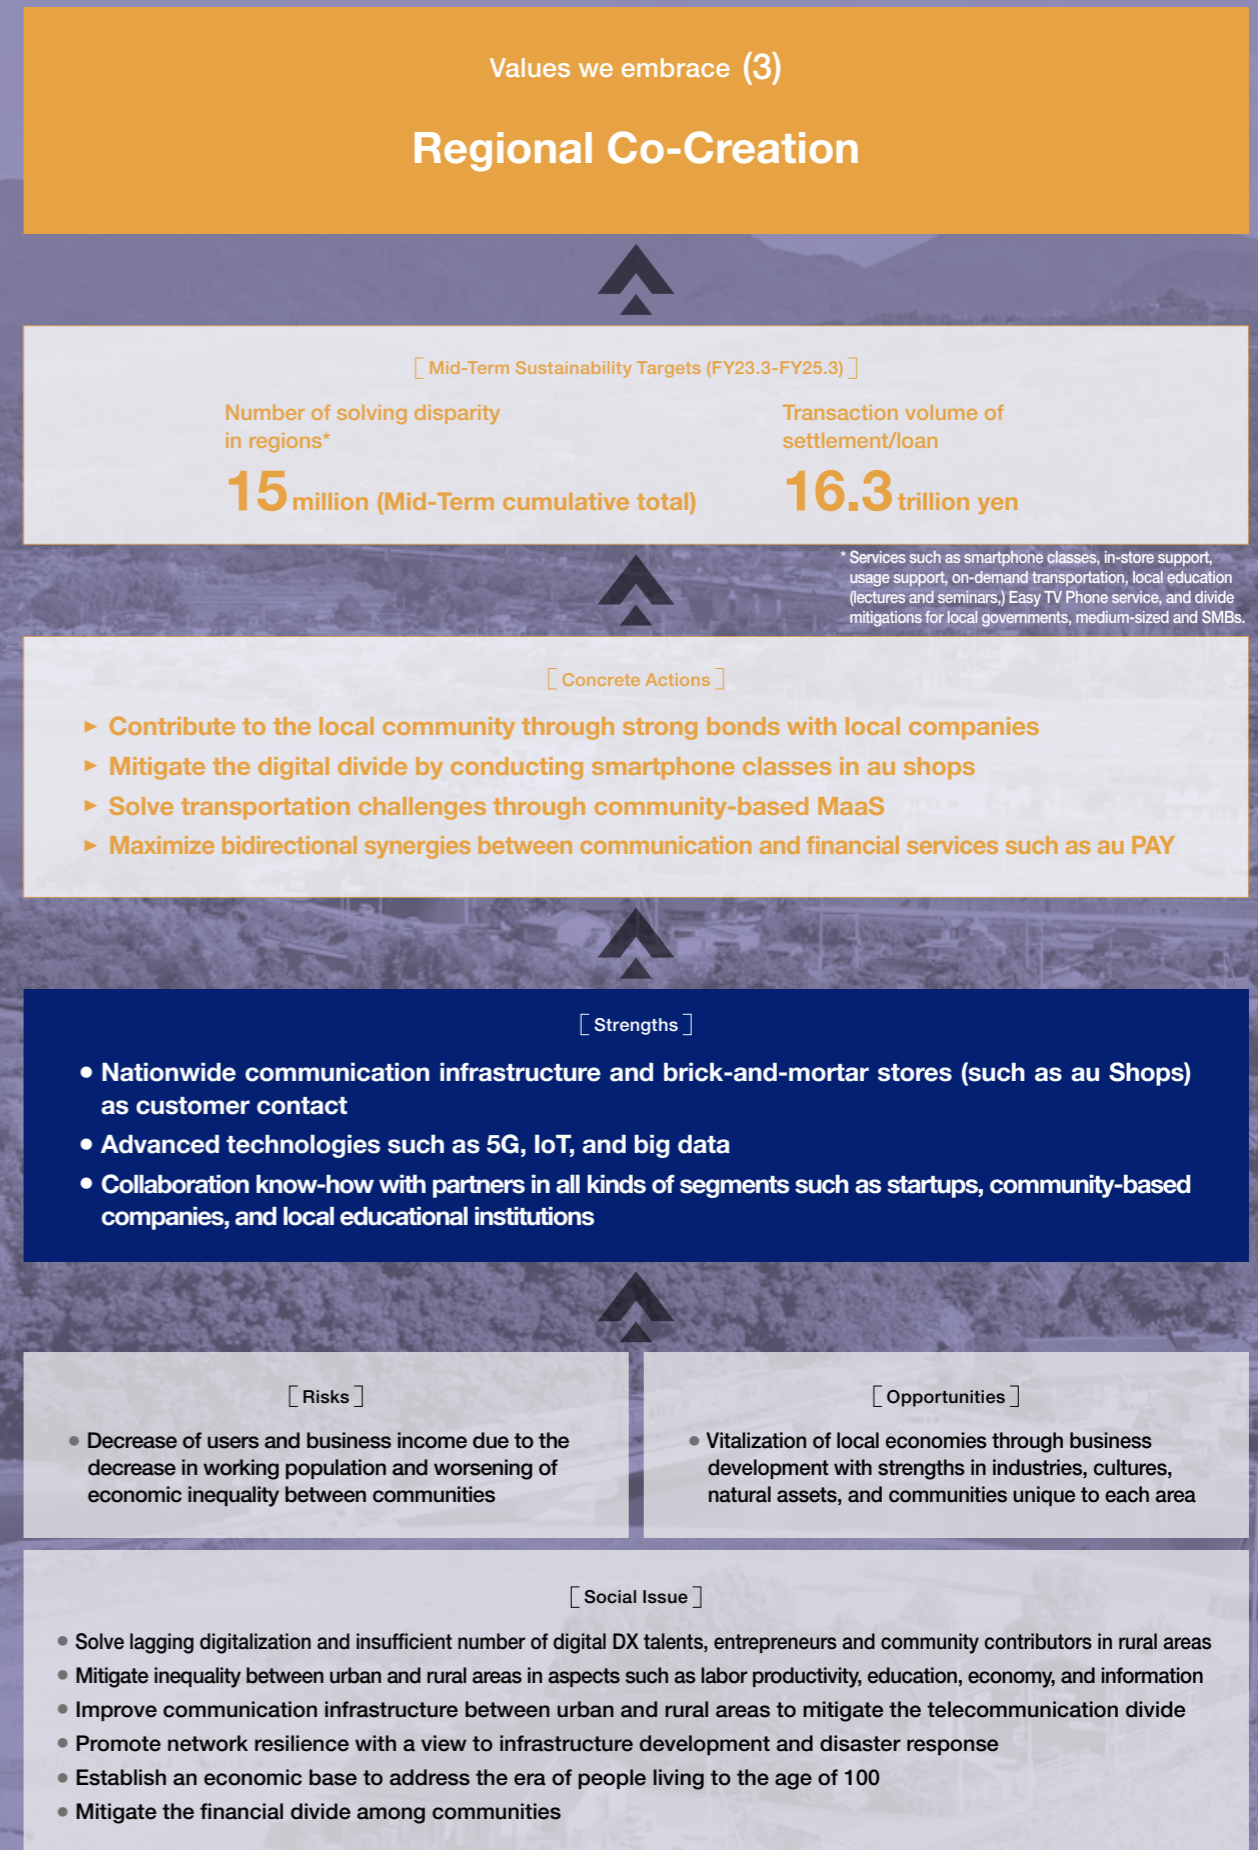 Values we embrace (3)
Regional Co-Creation
[ Mid-Term Sustainability Targets (FY23.3-FY25.3) ]
Number of solving disparity
in regions*
15 million (Mid-Term cumulative total)
Transaction volume of
settlement/loan
16.3 trillion yen
* Services such as smartphone classes, in-store support,
usage support, on-demand transportation, local education
(lectures and seminars,) Easy TV Phone service, and divide
mitigations for local governments, medium-sized and SMBs.
[ Concrete Actions ]
► Contribute to the local community through strong bonds with local companies
► Mitigate the digital divide by conducting smartphone classes in au shops
► Solve transportation challenges through community-based MaaS
► Maximize bidirectional synergies between communication and financial services such as au PAY
[ Strengths ]
● Nationwide communication infrastructure and brick-and-mortar stores (such as au Shops)
as customer contact
● Advanced technologies such as 5G, IoT, and big data
● Collaboration know-how with partners in all kinds of segments such as startups, community-based
companies, and local educational institutions
[ Risks ]
● Decrease of users and business income due to the
decrease in working population and worsening of
economic inequality between communities
[ Opportunities ]
● Vitalization of local economies through business
development with strengths in industries, cultures,
natural assets, and communities unique to each area
[ Social Issue ]
● Solve lagging digitalization and insufficient number of digital DX talents, entrepreneurs and community contributors in rural areas
● Mitigate inequality between urban and rural areas in aspects such as labor productivity, education, economy, and information
● Improve communication infrastructure between urban and rural areas to mitigate the telecommunication divide
● Promote network resilience with a view to infrastructure development and disaster response
● Establish an economic base to address the era of people living to the age of 100
● Mitigate the financial divide among communities